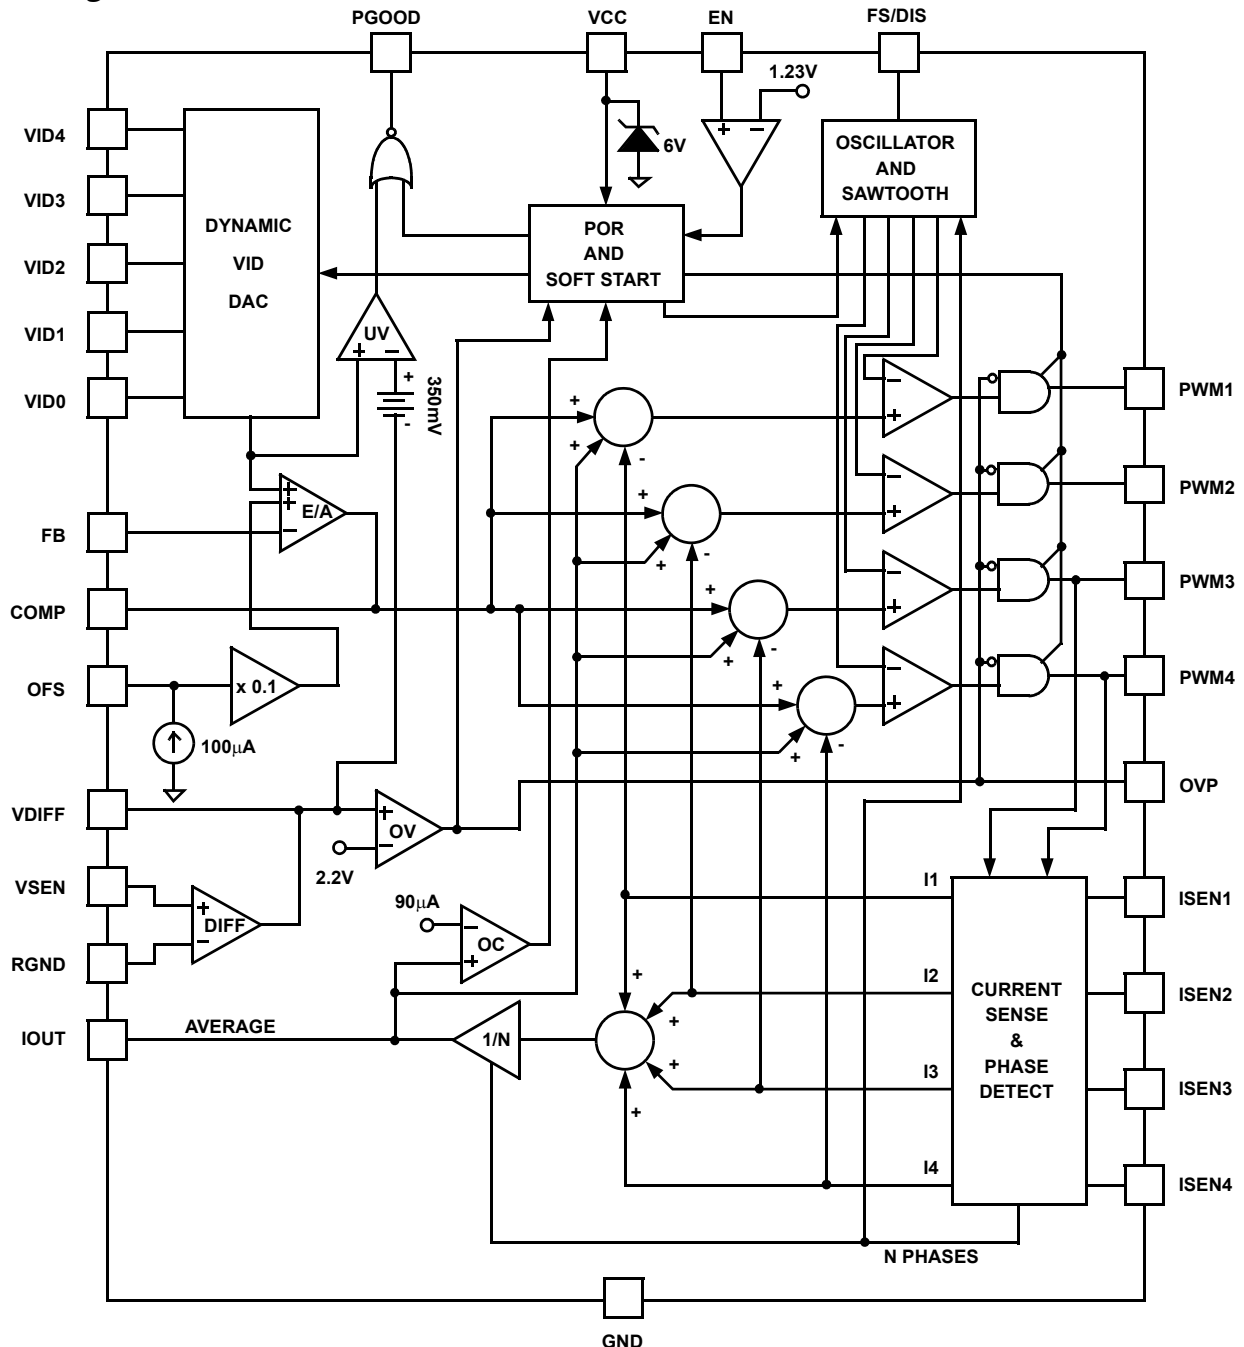 PGOOD
VCC
EN
FS/DIS
1.23V
VID4
VID3
VID2
VID1
VID0
DYNAMIC
VID
DAC
6V
OSCILLATOR
AND
SAWTOOTH
POR
AND
SOFT START
UV
+ −
+
350mV
-
+
+
-
−
+
PWM1
+
+
-
−
+
PWM2
+
+
-
−
+
PWM3
+
+
-
−
+
PWM4
FB
+
+
−
E/A
COMP
OFS
x 0.1
100μA
VDIFF
+
−
OV
2.2V
OVP
VSEN
RGND
+
−
DIFF
90μA
−
+
OC
IOUT
AVERAGE
1/N
+
+
+
+
I1
I2
I3
I4
CURRENT
SENSE
&
PHASE
DETECT
ISEN1
ISEN2
ISEN3
ISEN4
N PHASES
GND